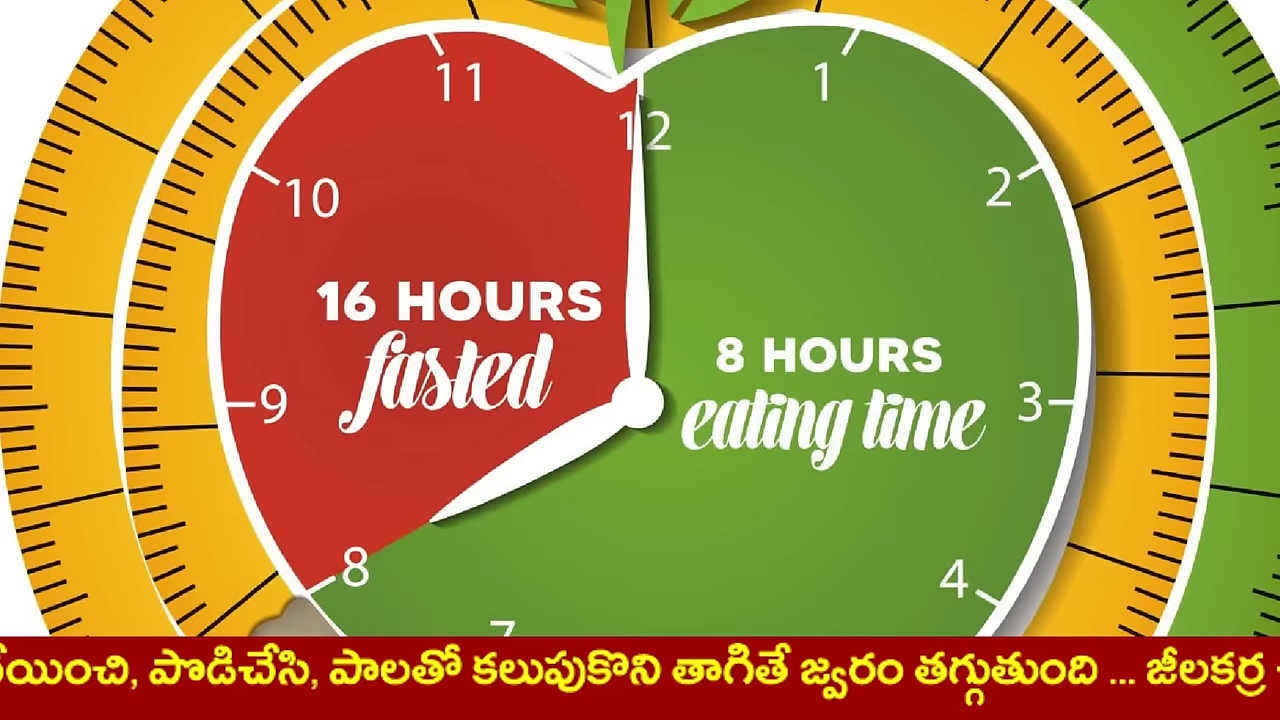 11
12
1
10
2
16 HOURS
fasted
8 HOURS
eating time
9
3
8
4
7
పొడిచేసి, పాలతో కలుపుకొని తాగితే జ్వరం తగ్గుతుంది ... జీలకర్ర